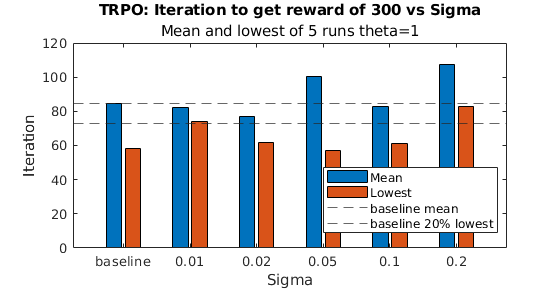 TRPO: Iteration to get reward of 300 vs Sigma
Mean and lowest of 5 runs theta=1
120
100
80
60
40
20
0
Iteration
Mean
Lowest
baseline mean
baseline 20% lowest
baseline 0.01 0.02 0.05 0.1 0.2
Sigma